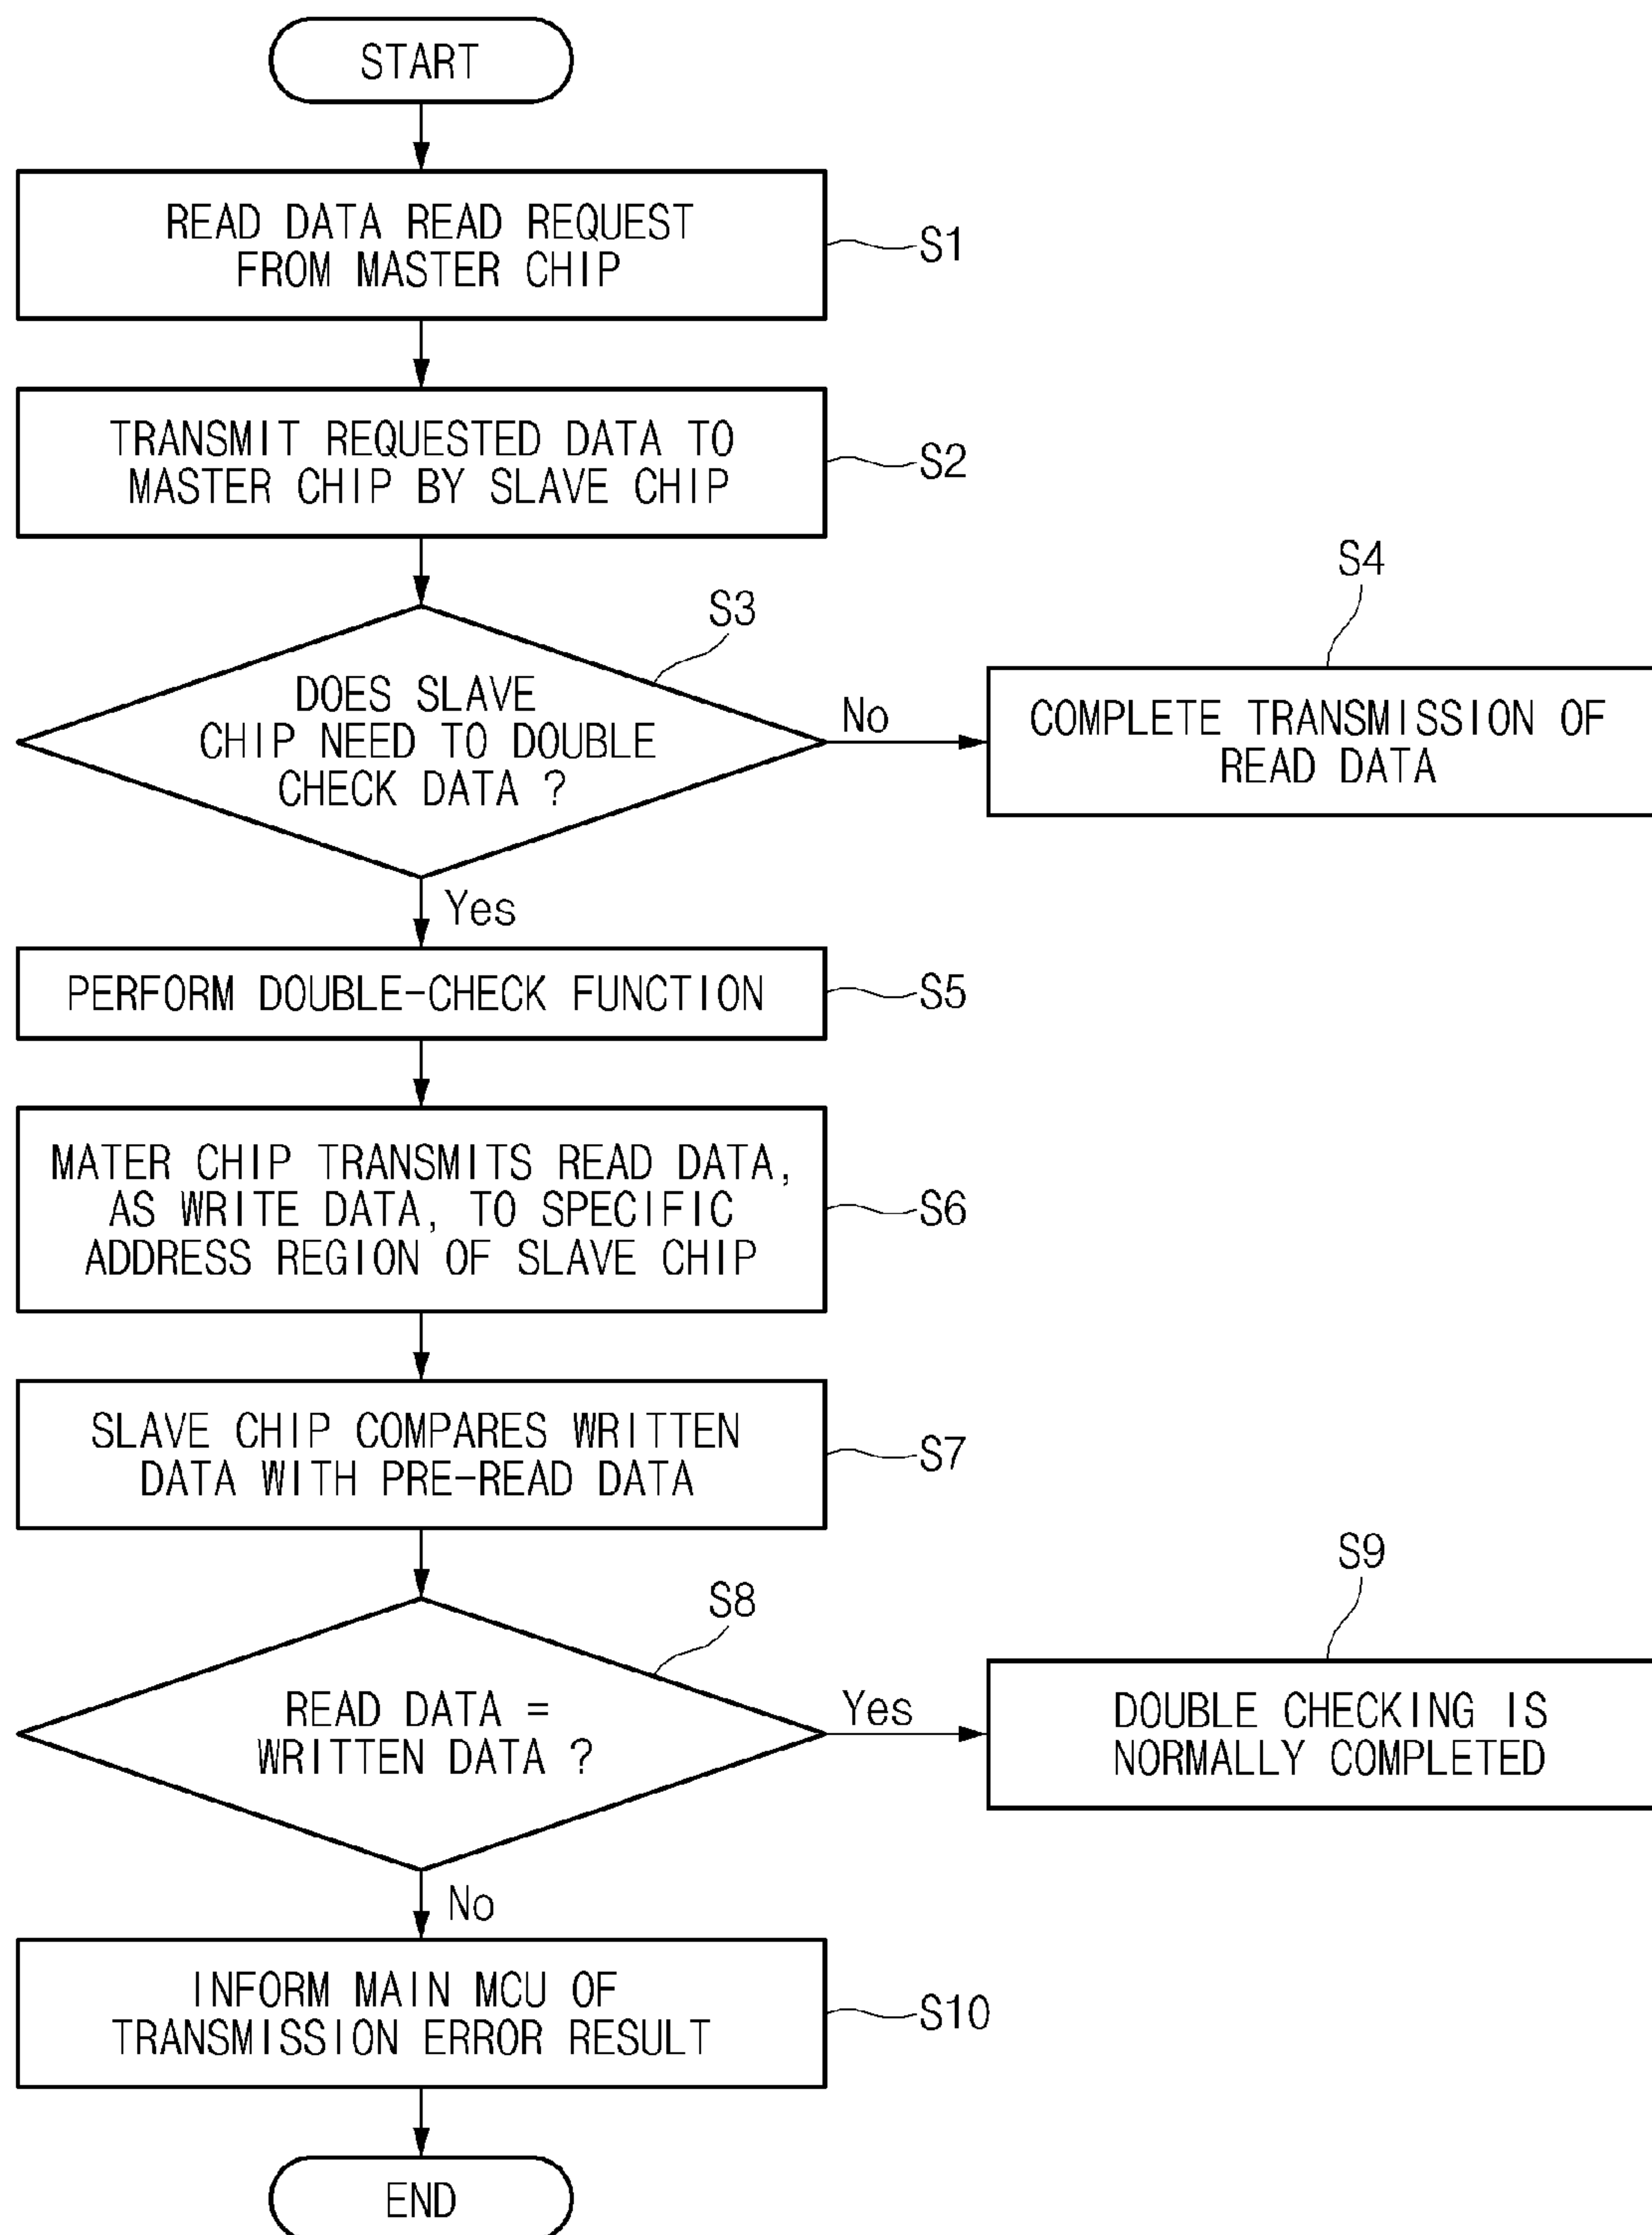 START
READ DATA READ REQUEST
FROM MASTER CHIP
S1
TRANSMIT REQUESTED DATA TO
MASTER CHIP BY SLAVE CHIP
S2
S3
DOES SLAVE
CHIP NEED TO DOUBLE
CHECK DATA ?
No
S4
COMPLETE TRANSMISSION OF
READ DATA
Yes
PERFORM DOUBLE-CHECK FUNCTION
S5
MATER CHIP TRANSMITS READ DATA,
AS WRITE DATA, TO SPECIFIC
ADDRESS REGION OF SLAVE CHIP
S6
SLAVE CHIP COMPARES WRITTEN
DATA WITH PRE-READ DATA
S7
S8
READ DATA =
WRITTEN DATA ?
Yes
S9
DOUBLE CHECKING IS
NORMALLY COMPLETED
No
INFORM MAIN MCU OF
TRANSMISSION ERROR RESULT
S10
END